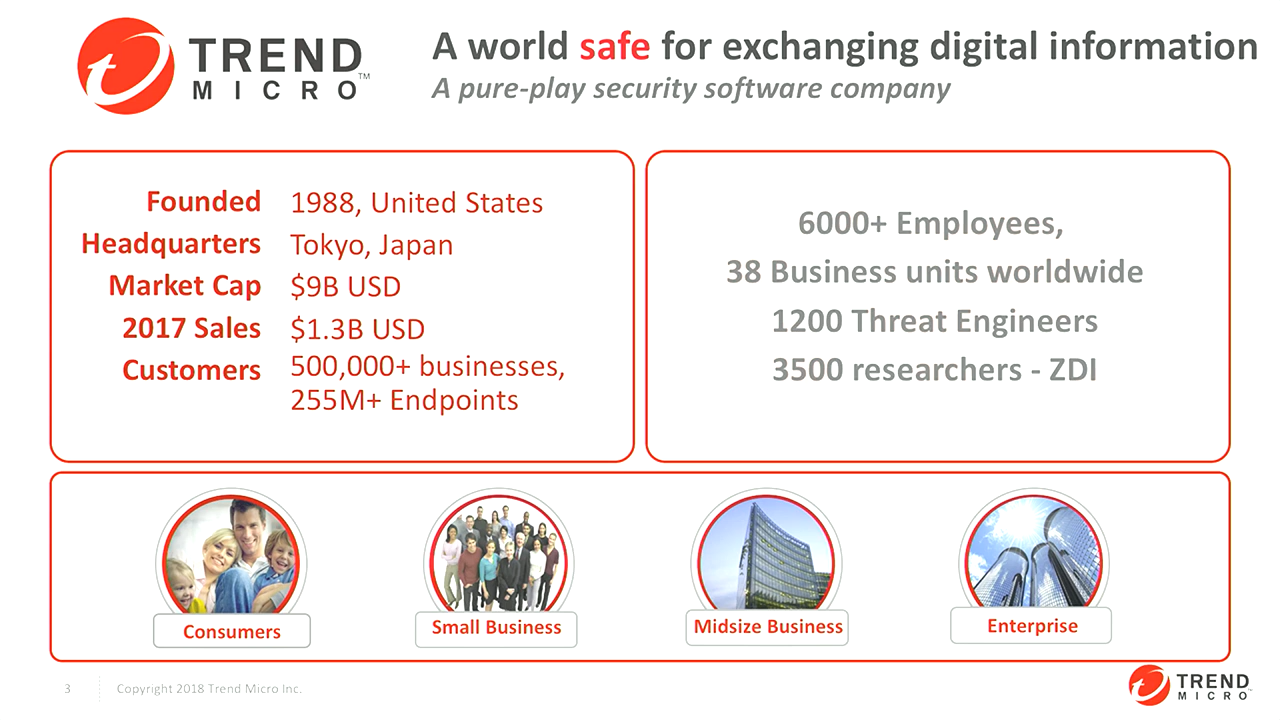 TREND
MICRO™
A world safe for exchanging digital information
A pure-play security software company
Founded 1988, United States
Headquarters Tokyo, Japan
Market Cap $9B USD
2017 Sales $1.3B USD
Customers 500,000+ businesses,
255M+ Endpoints
6000+ Employees,
38 Business units worldwide
1200 Threat Engineers
3500 researchers - ZDI
Consumers
Small Business
Midsize Business
Enterprise
3 Copyright 2018 Trend Micro Inc.
TREND
MICRO™